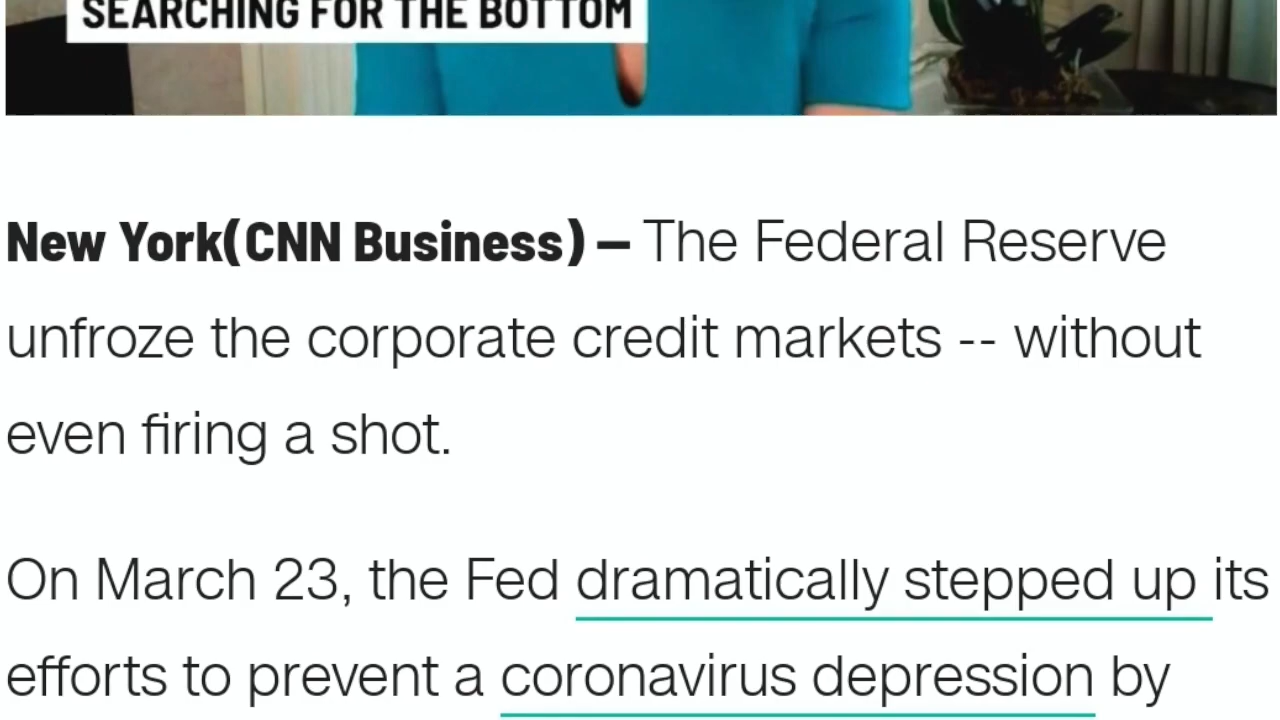 SEARCHING FOR THE BOTTOM
New York(CNN Business) — The Federal Reserve
unfroze the corporate credit markets -- without
even firing a shot.
On March 23, the Fed dramatically stepped up its
efforts to prevent a coronavirus depression by